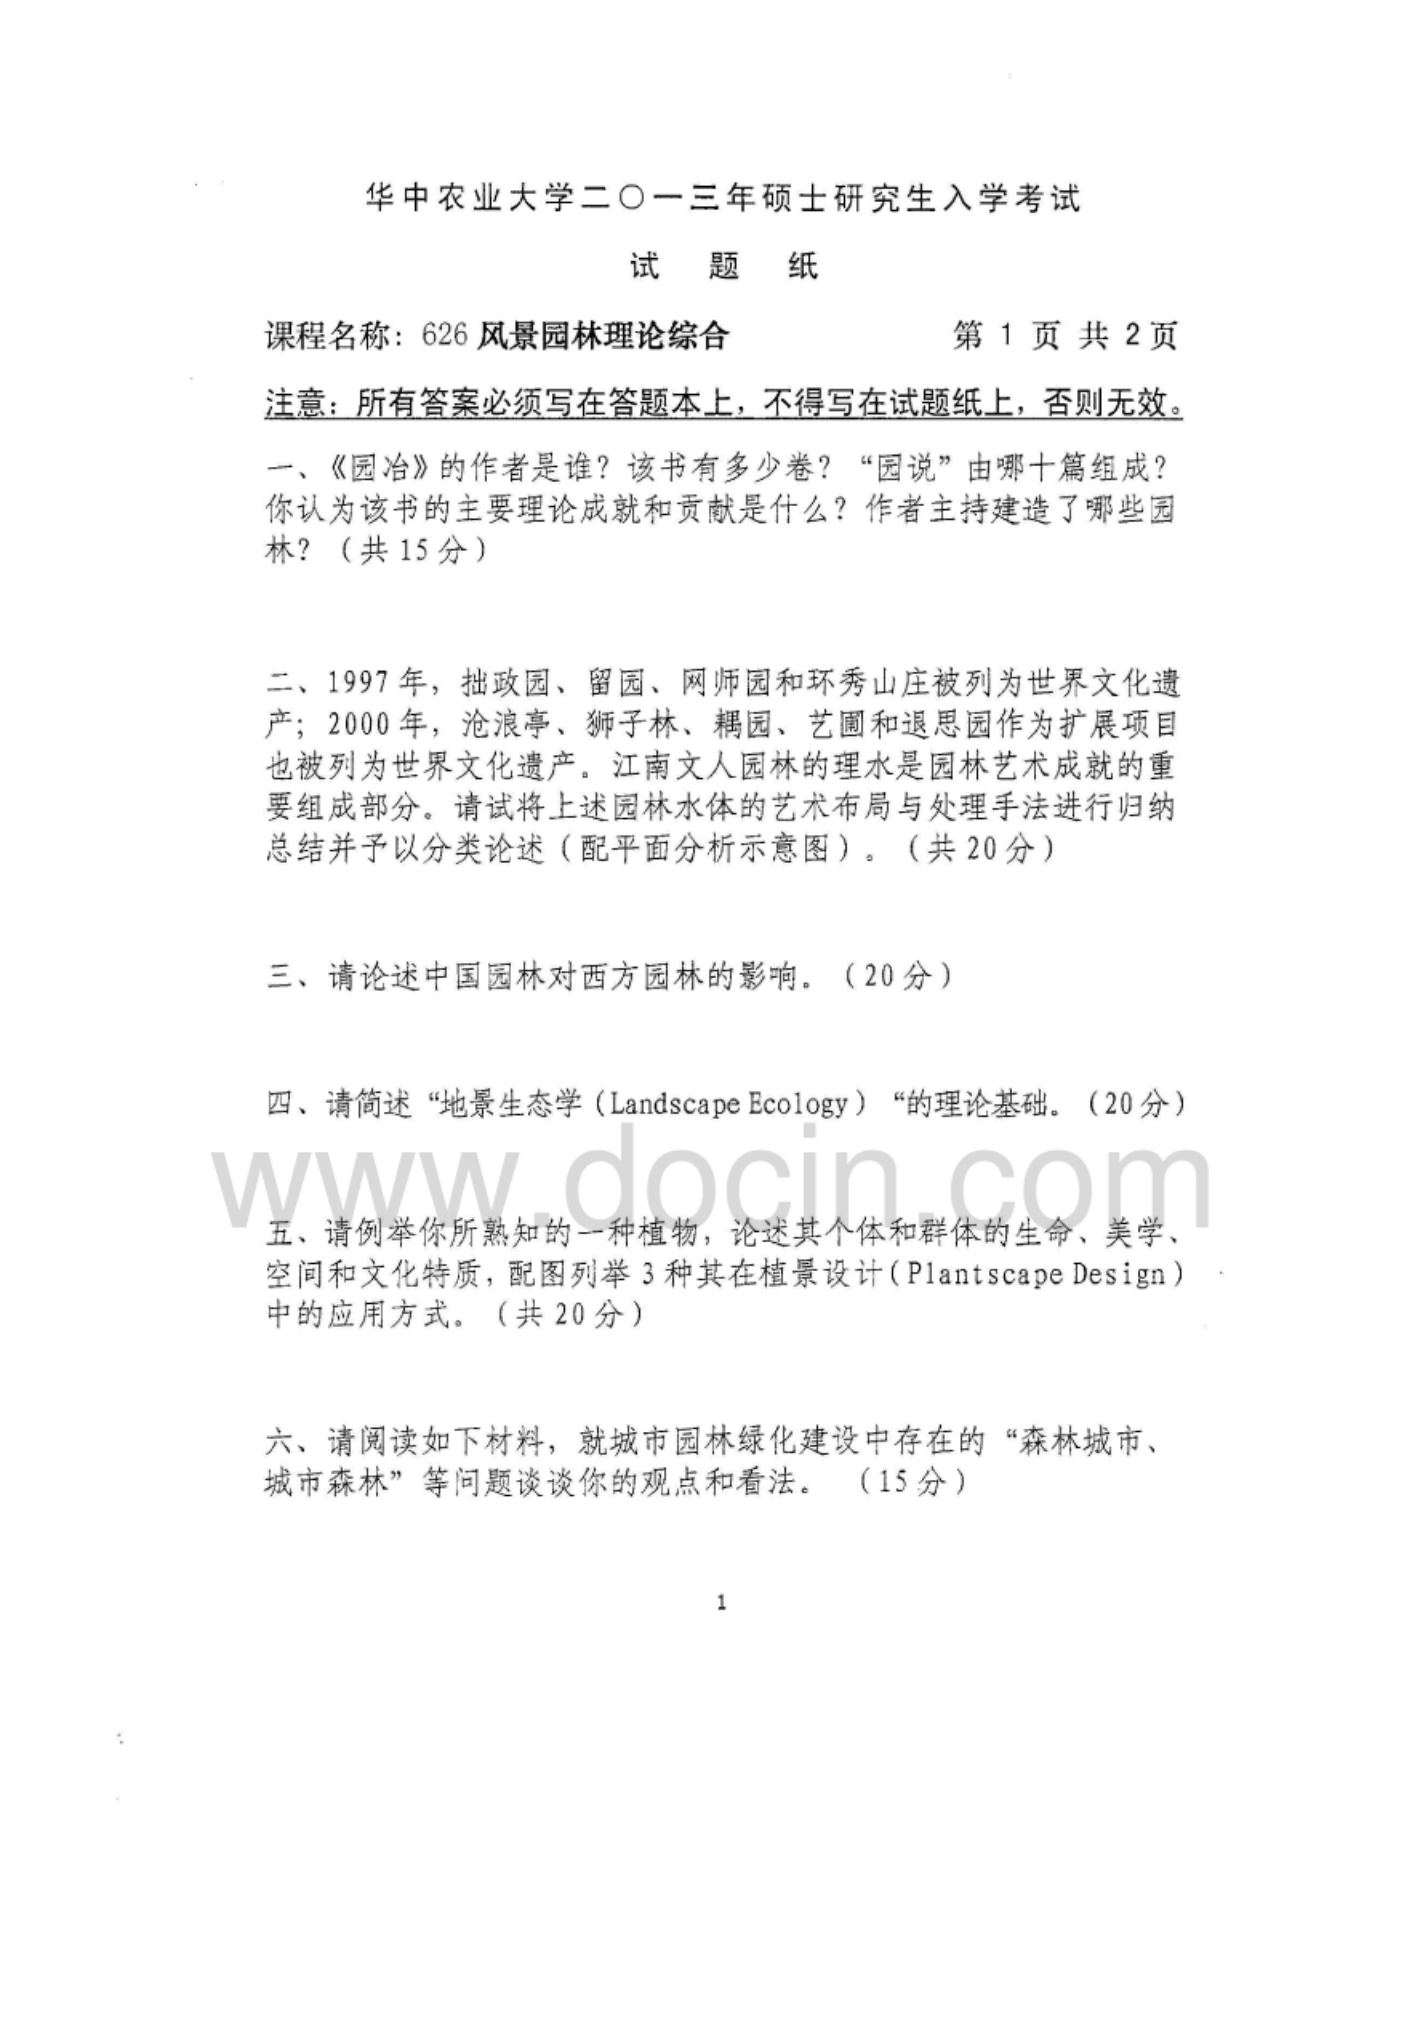 华中农业大学二〇一三年硕士研究生入学考试
试 题 纸
课程名称：626 风景园林理论综合 第 1 页 共 2 页
注意：所有答案必须写在答题本上，不得写在试题纸上，否则无效。
一、《园冶》的作者是谁？该书有多少卷？“园说”由哪十篇组成？
你认为该书的主要理论成就和贡献是什么？作者主持建造了哪些园
林？（共 15 分）
二、1997 年，拙政园、留园、网师园和环秀山庄被列为世界文化遗
产；2000 年，沧浪亭、狮子林、耦园、艺圃和退思园作为扩展项目
也被列为世界文化遗产。江南文人园林的理水是园林艺术成就的重
要组成部分。请试将上述园林水体的艺术布局与处理手法进行归纳
总结并予以分类论述（配平面分析示意图）。（共 20 分）
三、请论述中国园林对西方园林的影响。（20 分）
四、请简述“地景生态学（Landscape Ecology）“的理论基础。（20 分）
www.docin.com
五、请例举你所熟知的一种植物，论述其个体和群体的生命、美学、
空间和文化特质，配图列举 3 种其在植景设计（Plantscape Design）
中的应用方式。（共 20 分）
六、请阅读如下材料，就城市园林绿化建设中存在的“森林城市、
城市森林”等问题谈谈你的观点和看法。 （15 分）
1